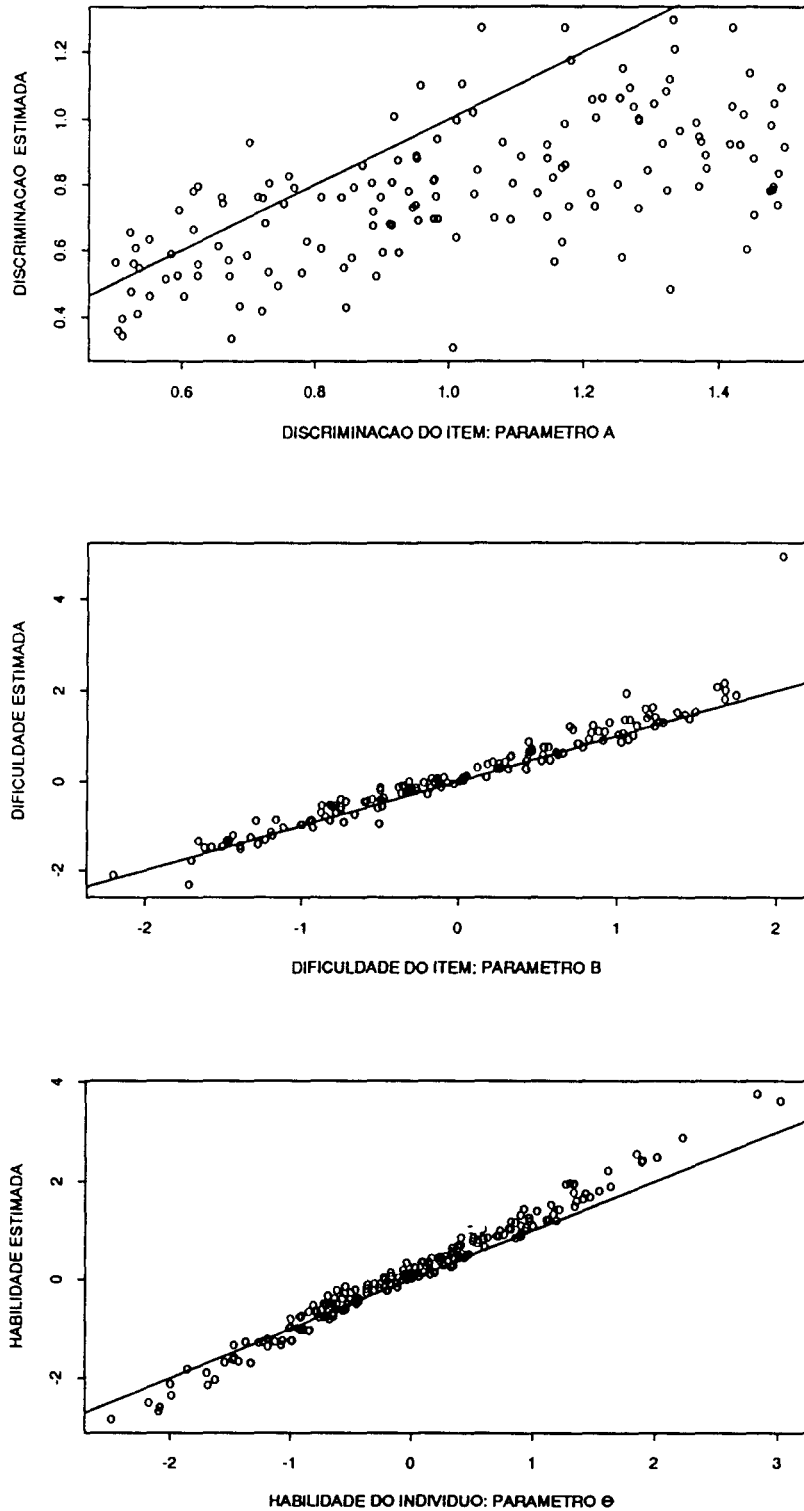 DISCRIMINACAO ESTIMADA
0.4 0.6 0.8 1.0 1.2
0.6 0.8 1.0 1.2 1.4
DISCRIMINACAO DO ITEM: PARAMETRO A
DIFICULDADE ESTIMADA
-2 0 2 4
-2 -1 0 1 2
DIFICULDADE DO ITEM: PARAMETRO B
HABILIDADE ESTIMADA
-2 0 2 4
-2 -1 0 1 2 3
HABILIDADE DO INDIVIDUO: PARAMETRO Θ